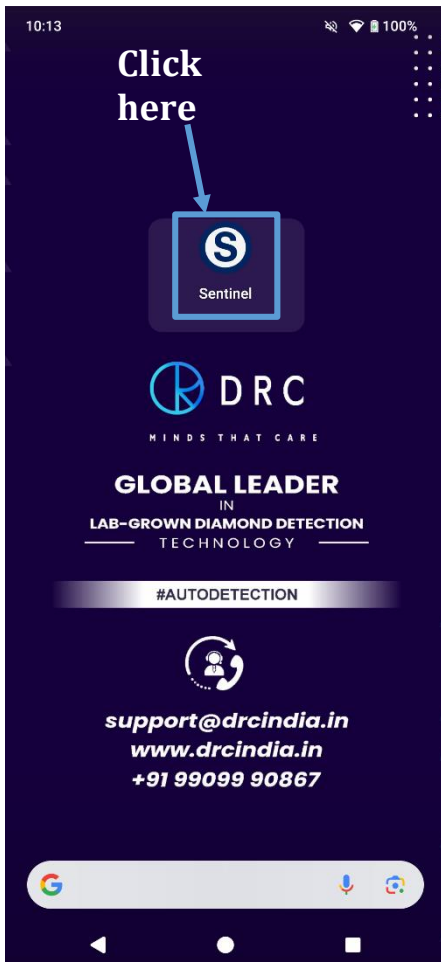 10:13
100%
Click
here
S
Sentinel
DRC
MINDS THAT CARE
GLOBAL LEADER
IN
LAB-GROWN DIAMOND DETECTION
TECHNOLOGY
#AUTODETECTION
support@drcindia.in
www.drcindia.in
+91 99099 90867
G